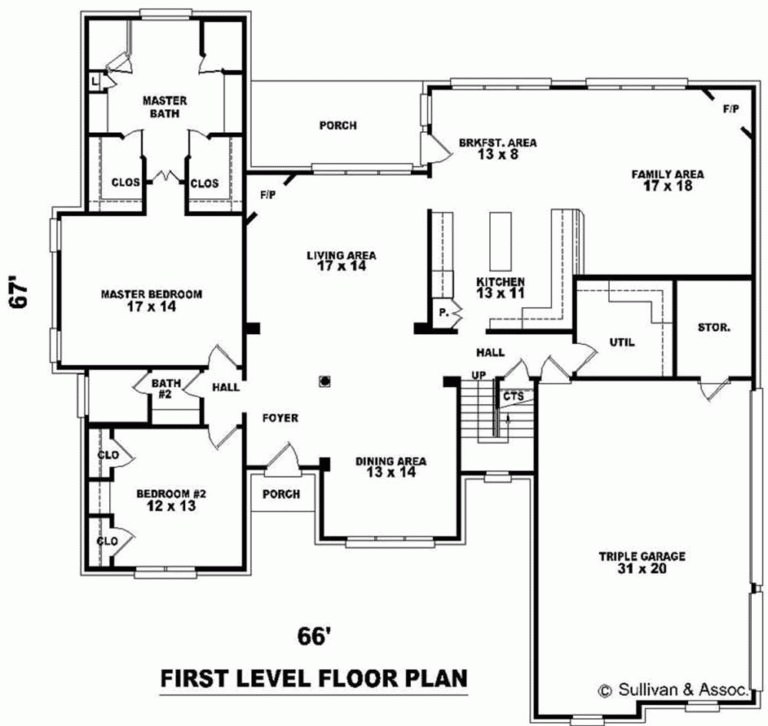 MASTER
BATH
L
CLOS
CLOS
PORCH
F/P
BRKFST. AREA
13 x 8
F/P
FAMILY AREA
17 x 18
LIVING AREA
17 x 14
MASTER BEDROOM
17 x 14
KITCHEN
13 x 11
P.
67'
HALL
UTIL
STOR.
UP
CTS
BATH
#2
HALL
FOYER
CLO
BEDROOM #2
12 x 13
CLO
PORCH
DINING AREA
13 x 14
TRIPLE GARAGE
31 x 20
66'
FIRST LEVEL FLOOR PLAN
© Sullivan & Assoc.